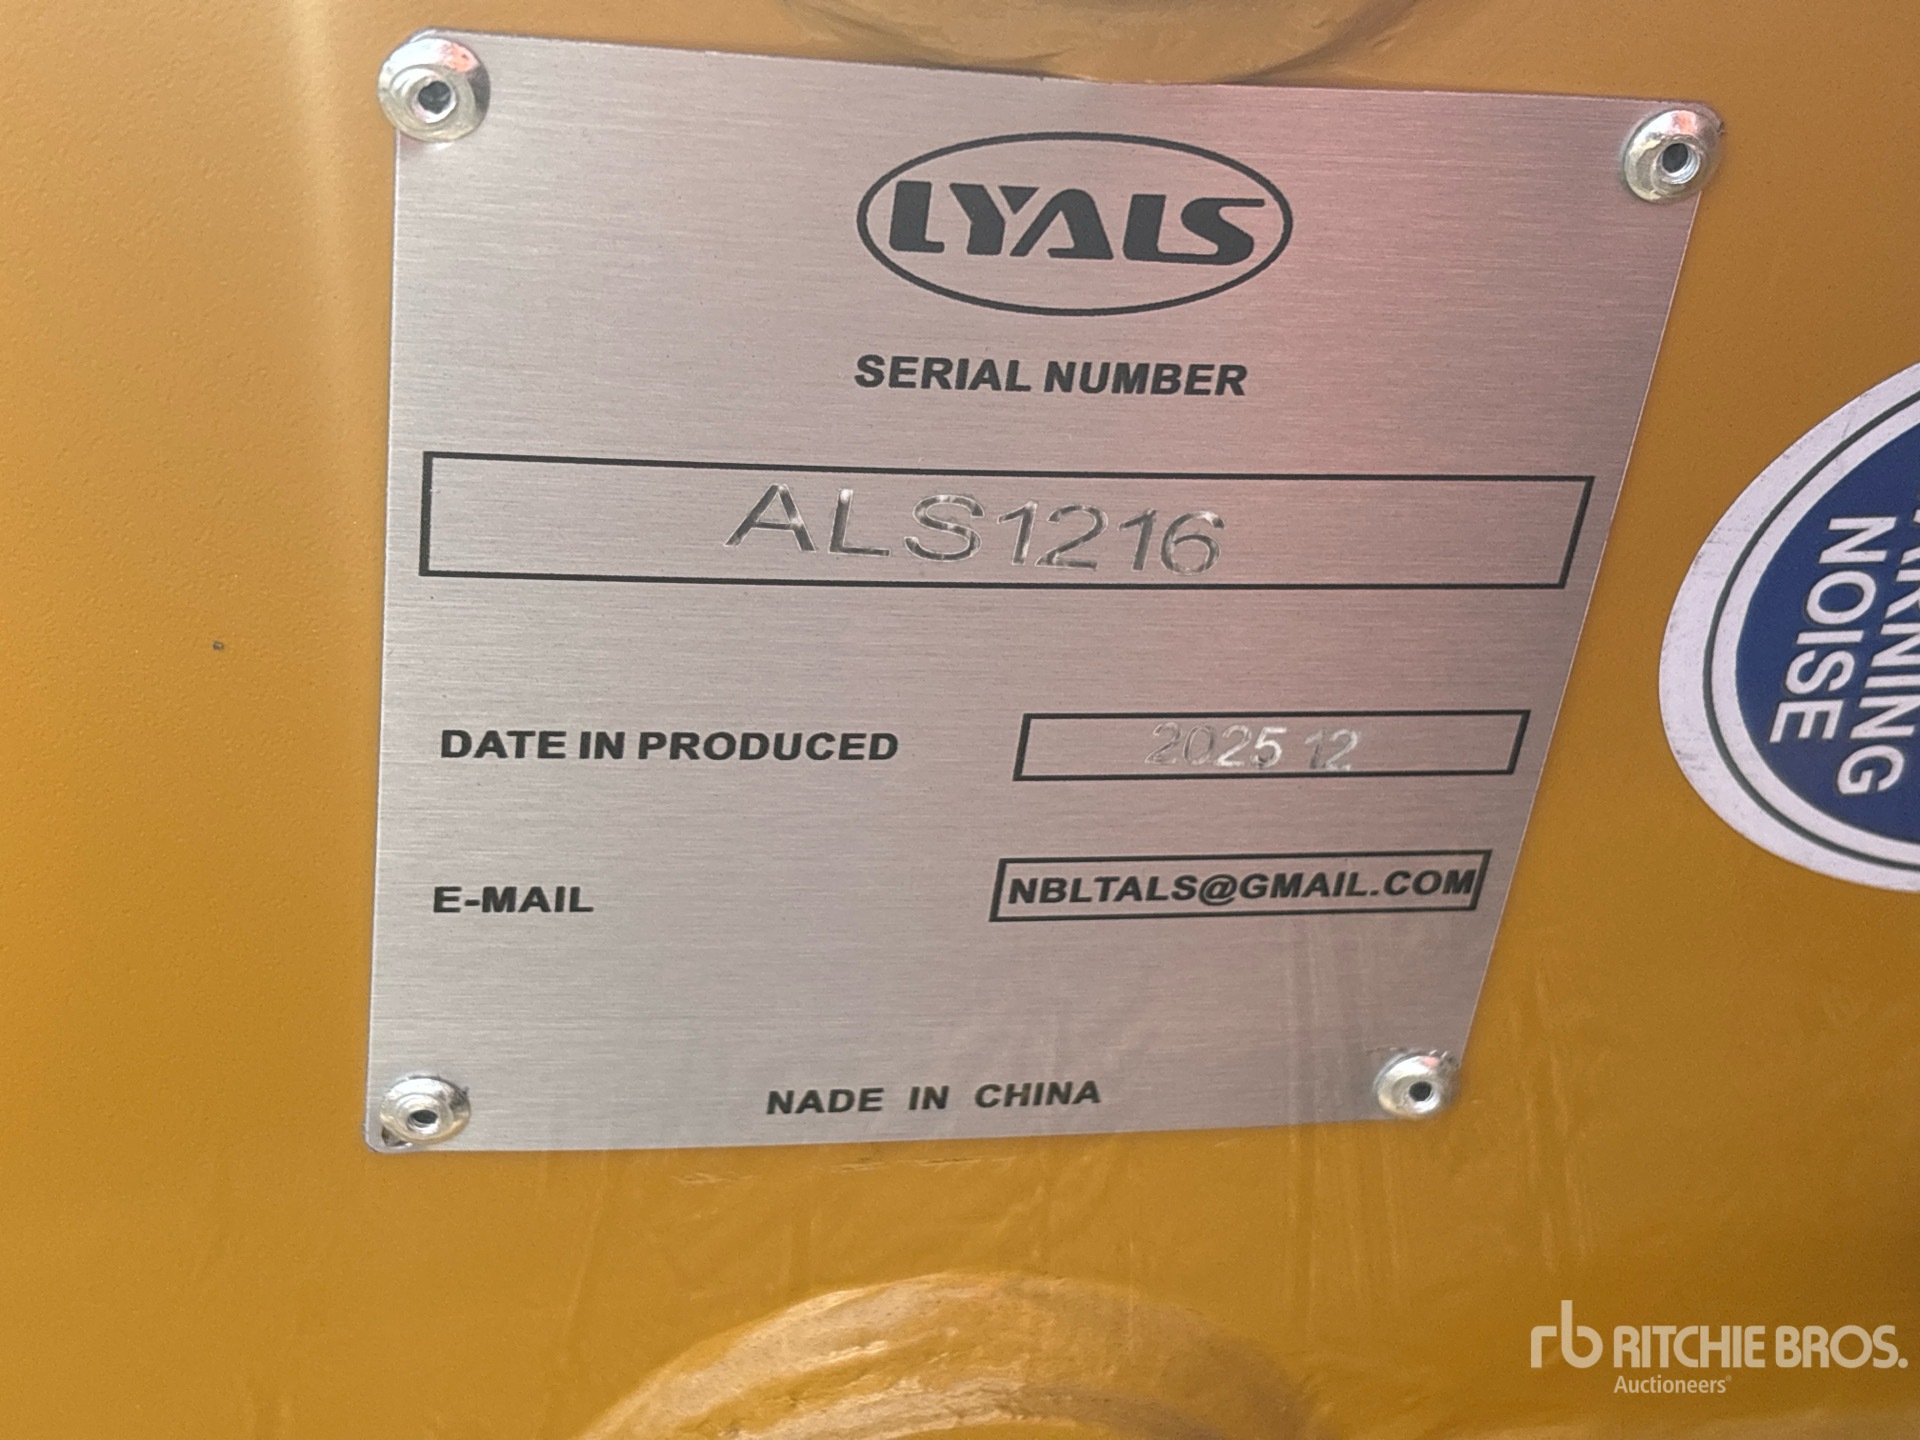 LYALS
SERIAL NUMBER
ALS1216
DATE IN PRODUCED 2025 12
E-MAIL NBLTALS@GMAIL.COM
NADE IN CHINA
NOISE
rb RITCHIE BROS.
Auctioneers